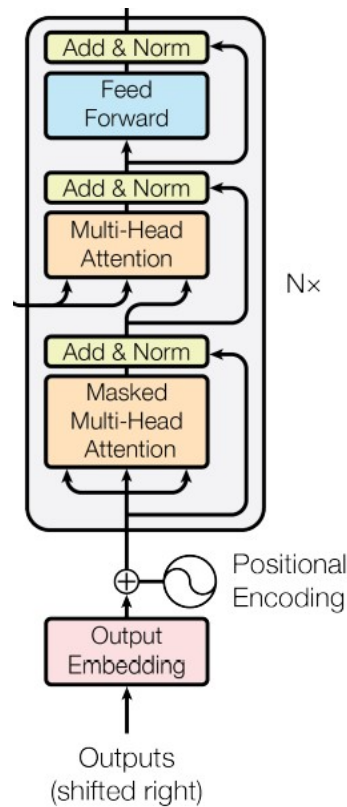 Add & Norm
Feed
Forward
Add & Norm
Multi-Head
Attention
N×
Add & Norm
Masked
Multi-Head
Attention
Positional
Encoding
Output
Embedding
Outputs
(shifted right)